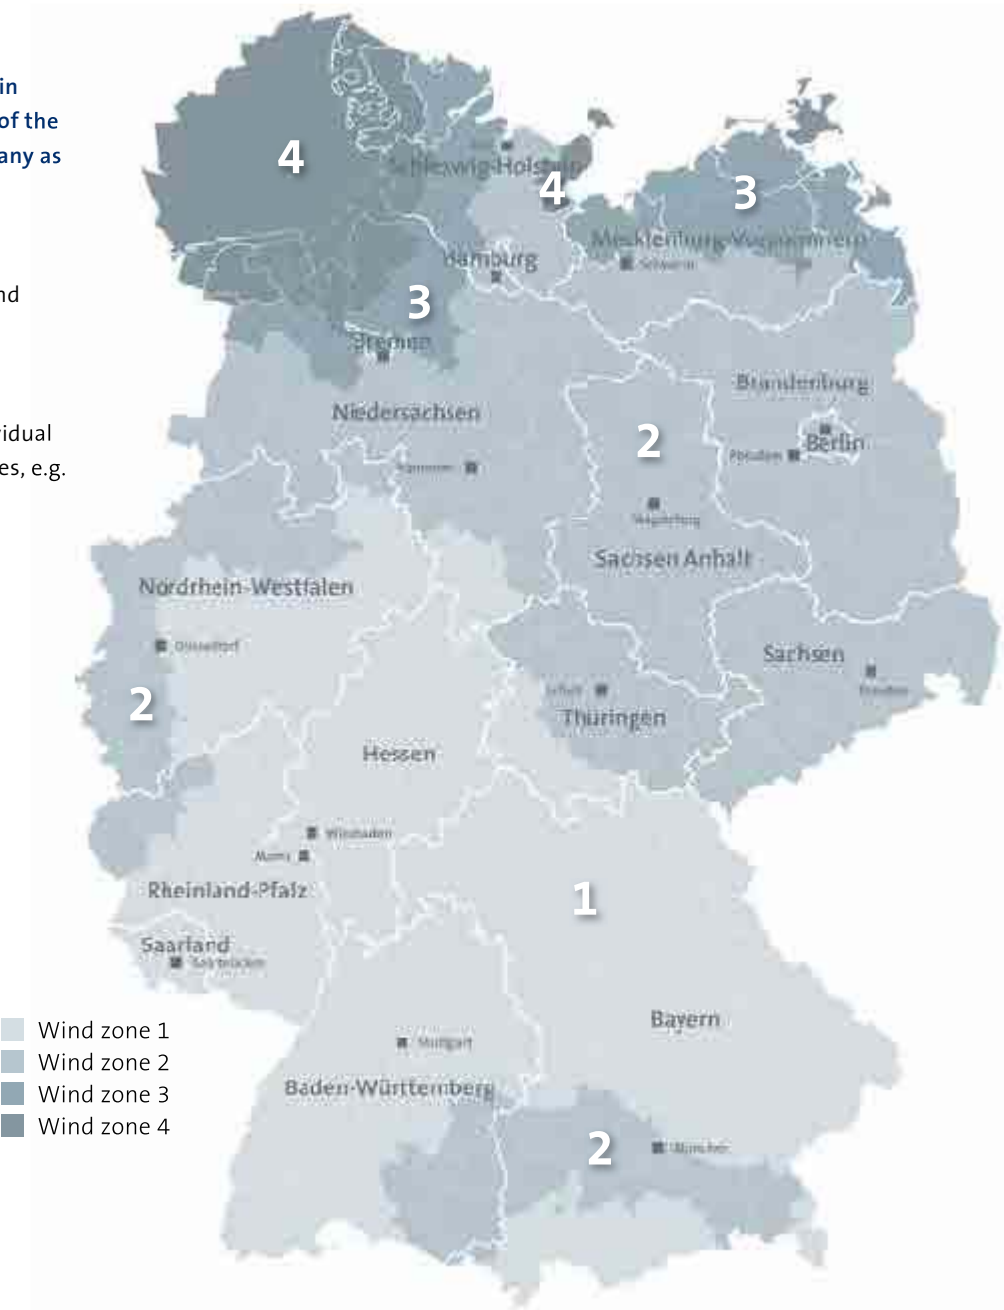 in
of the
any as
nd
vidual
es, e.g.
4
Schleswig-Holstein
4
3
Mecklenburg-Vorpommern
Schwerin
Hamburg
3
Bremen
Brandenburg
Niedersachsen
2
Berlin
Potsdam
Hannover
Magdeburg
Sachsen Anhalt
Nordrhein-Westfalen
Düsseldorf
Sachsen
Dresden
2
Erfurt
Thüringen
Hessen
Wiesbaden
Mainz
Rheinland-Pfalz
1
Saarland
Saarbrücken
Bayern
Wind zone 1
Stuttgart
Wind zone 2
Baden-Württemberg
Wind zone 3
Wind zone 4
2
München